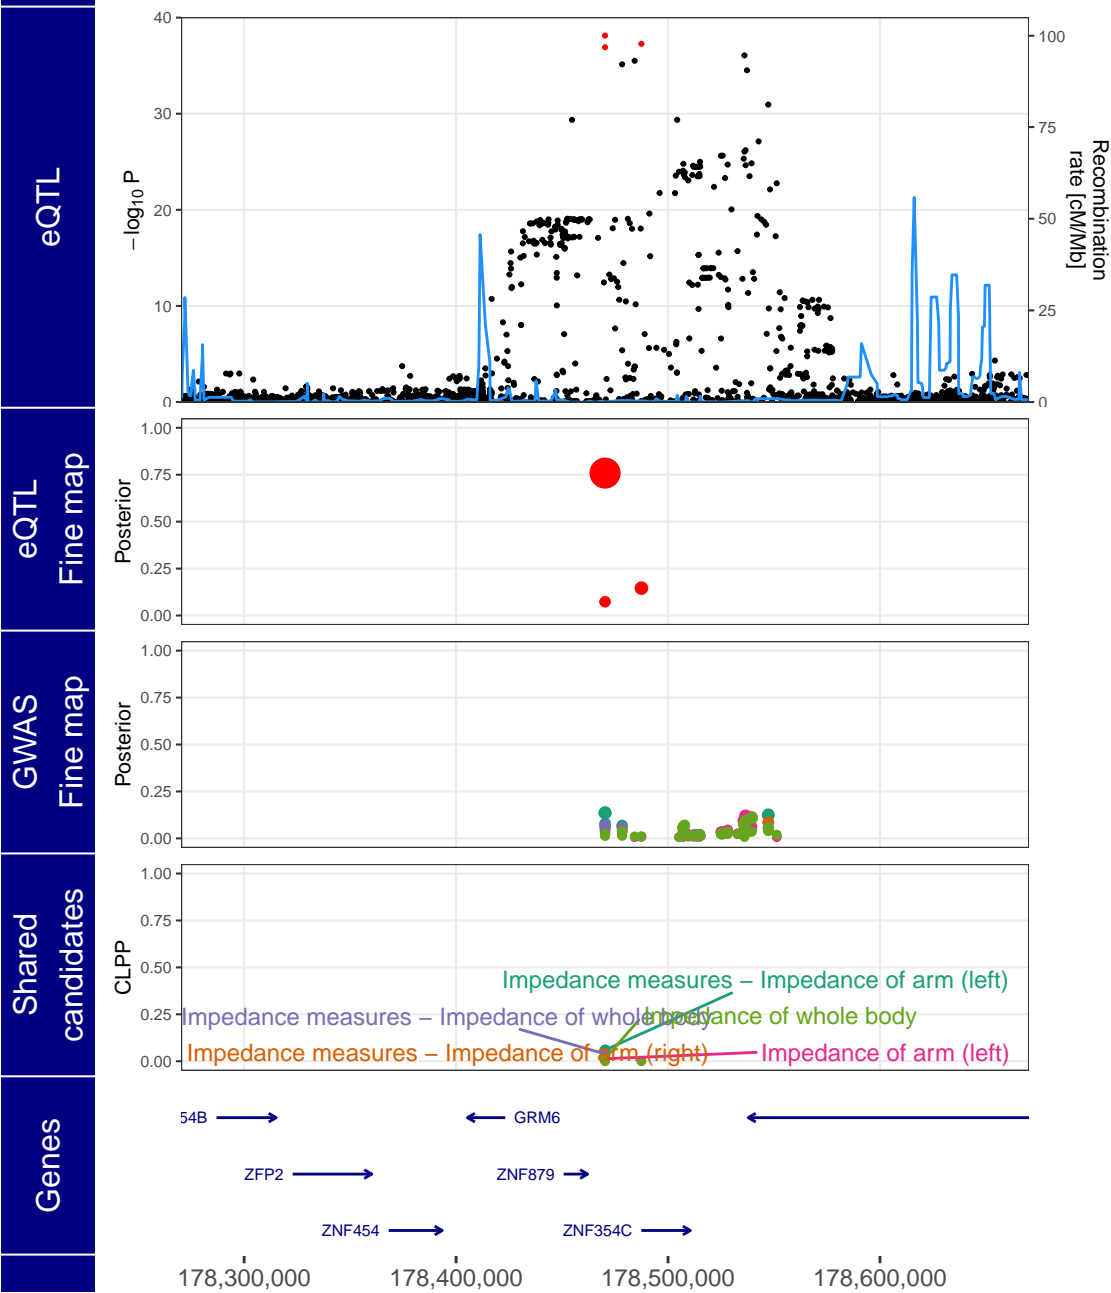 eQTL
−log10 P
40
30
20
10
0
100
75
50
25
0
Recombination
rate [cM/Mb]
eQTL
Fine map
Posterior
1.00
0.75
0.50
0.25
0.00
GWAS
Fine map
Posterior
1.00
0.75
0.50
0.25
0.00
Shared
candidates
CLPP
1.00
0.75
0.50
0.25
0.00
Impedance measures − Impedance of arm (left)
Impedance measures − Impedance of whole body
Impedance of whole body
Impedance measures − Impedance of arm (right)
Impedance of arm (left)
Genes
54B
GRM6
ZFP2
ZNF879
ZNF454
ZNF354C
178,300,000
178,400,000
178,500,000
178,600,000